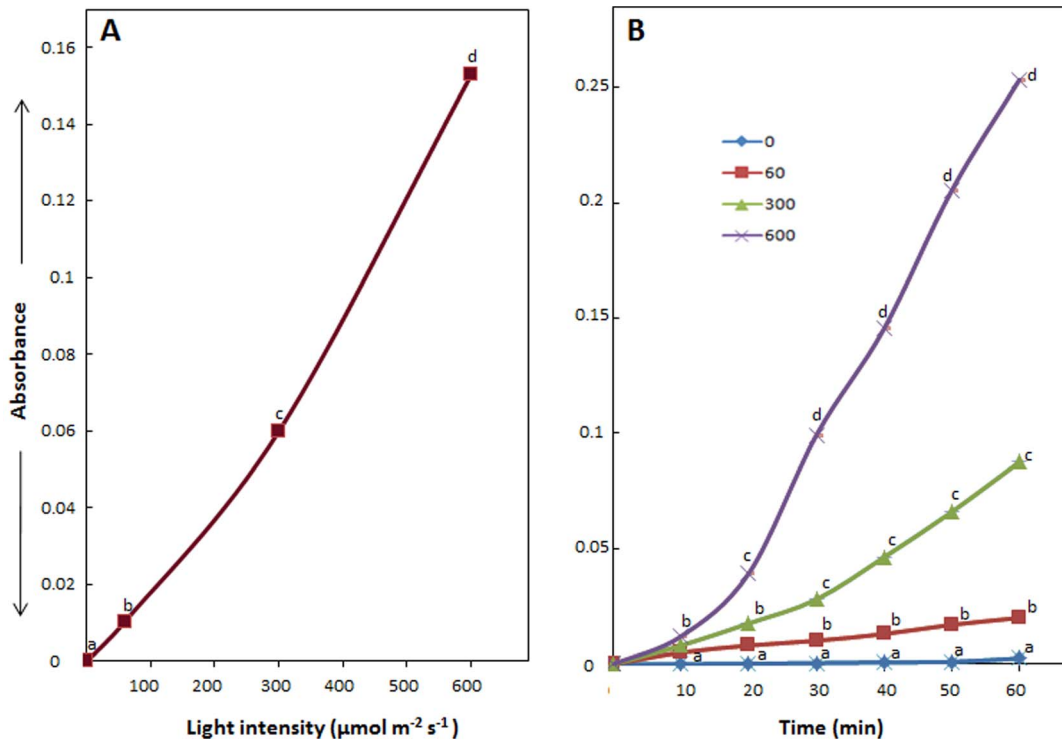 A
0.16
0.14
0.12
0.1
0.08
0.06
0.04
0.02
0
Absorbance
a
b
c
d
100 200 300 400 500 600
Light intensity (µmol m⁻² s⁻¹)
B
0.25
0.2
0.15
0.1
0.05
0
0
60
300
600
b c d d d d
b c c c c
b b b b b
a a a a a a
10 20 30 40 50 60
Time (min)